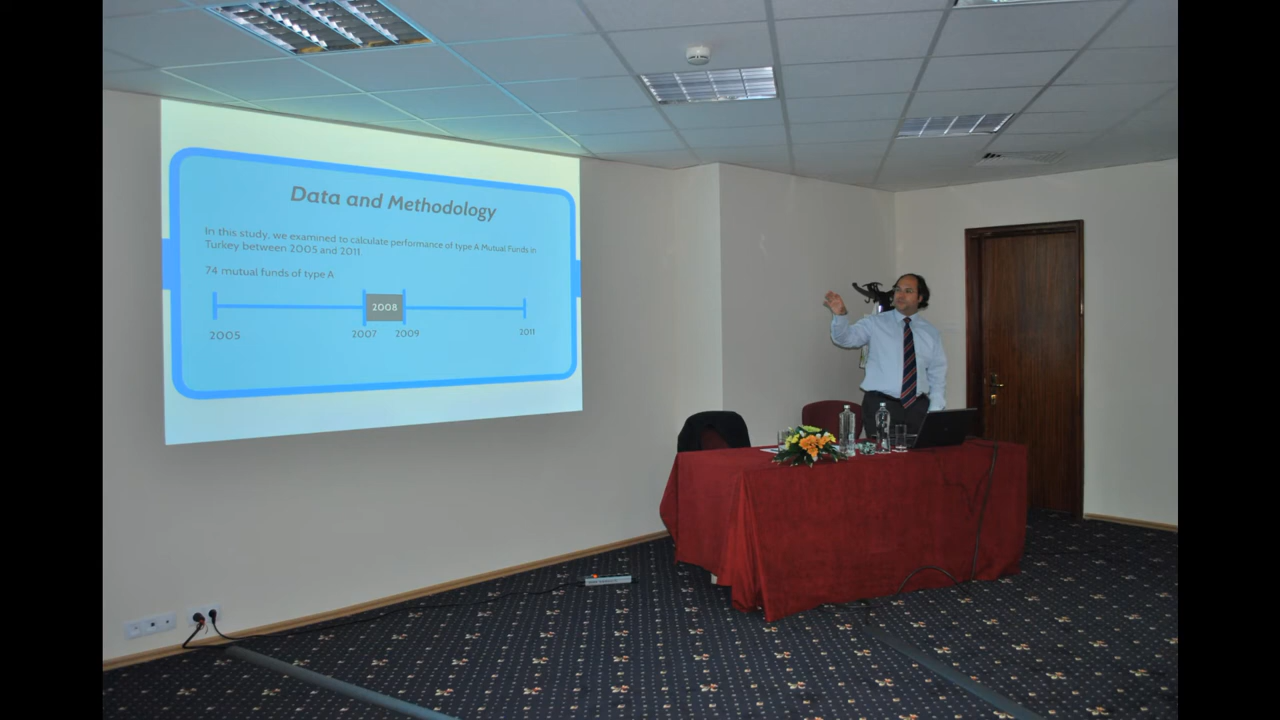 Data and Methodology
In this study, we examined to calculate performance of type A Mutual Funds in
Turkey between 2005 and 2011
74 mutual funds of type A
2008
2005 2007 2009 2011